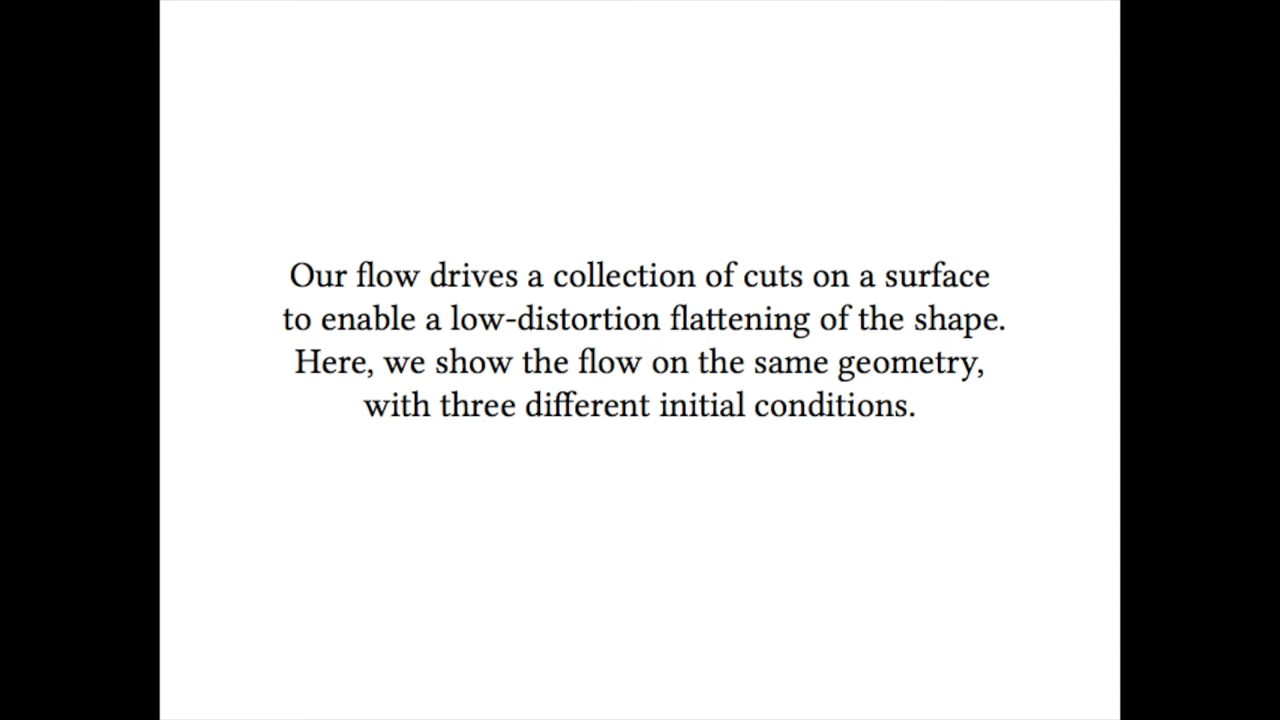 Our flow drives a collection of cuts on a surface
to enable a low-distortion flattening of the shape.
Here, we show the flow on the same geometry,
with three different initial conditions.